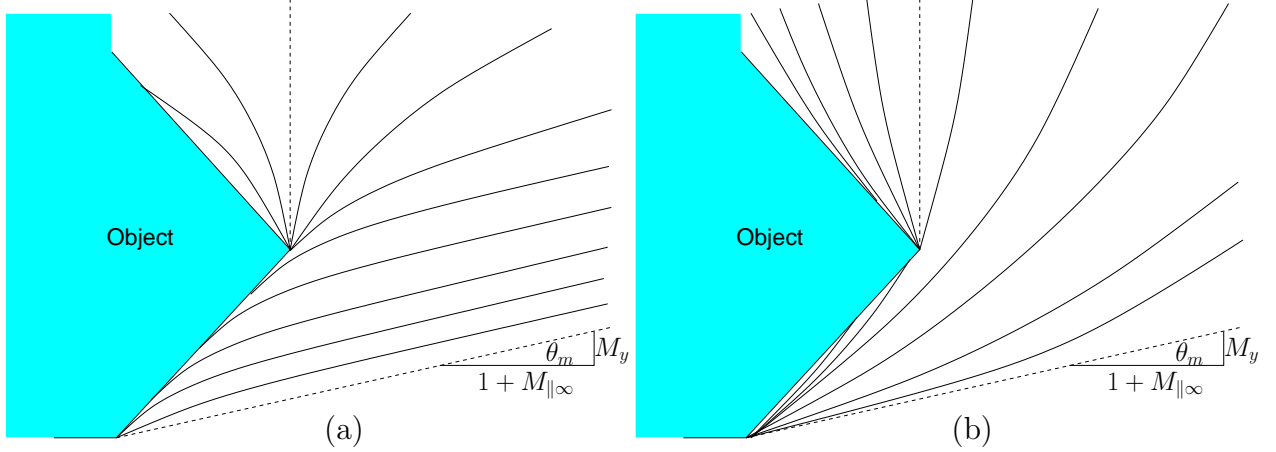 Object
θ_m
M_y
1 + M_{∥∞}
(a)
Object
θ_m
M_y
1 + M_{∥∞}
(b)